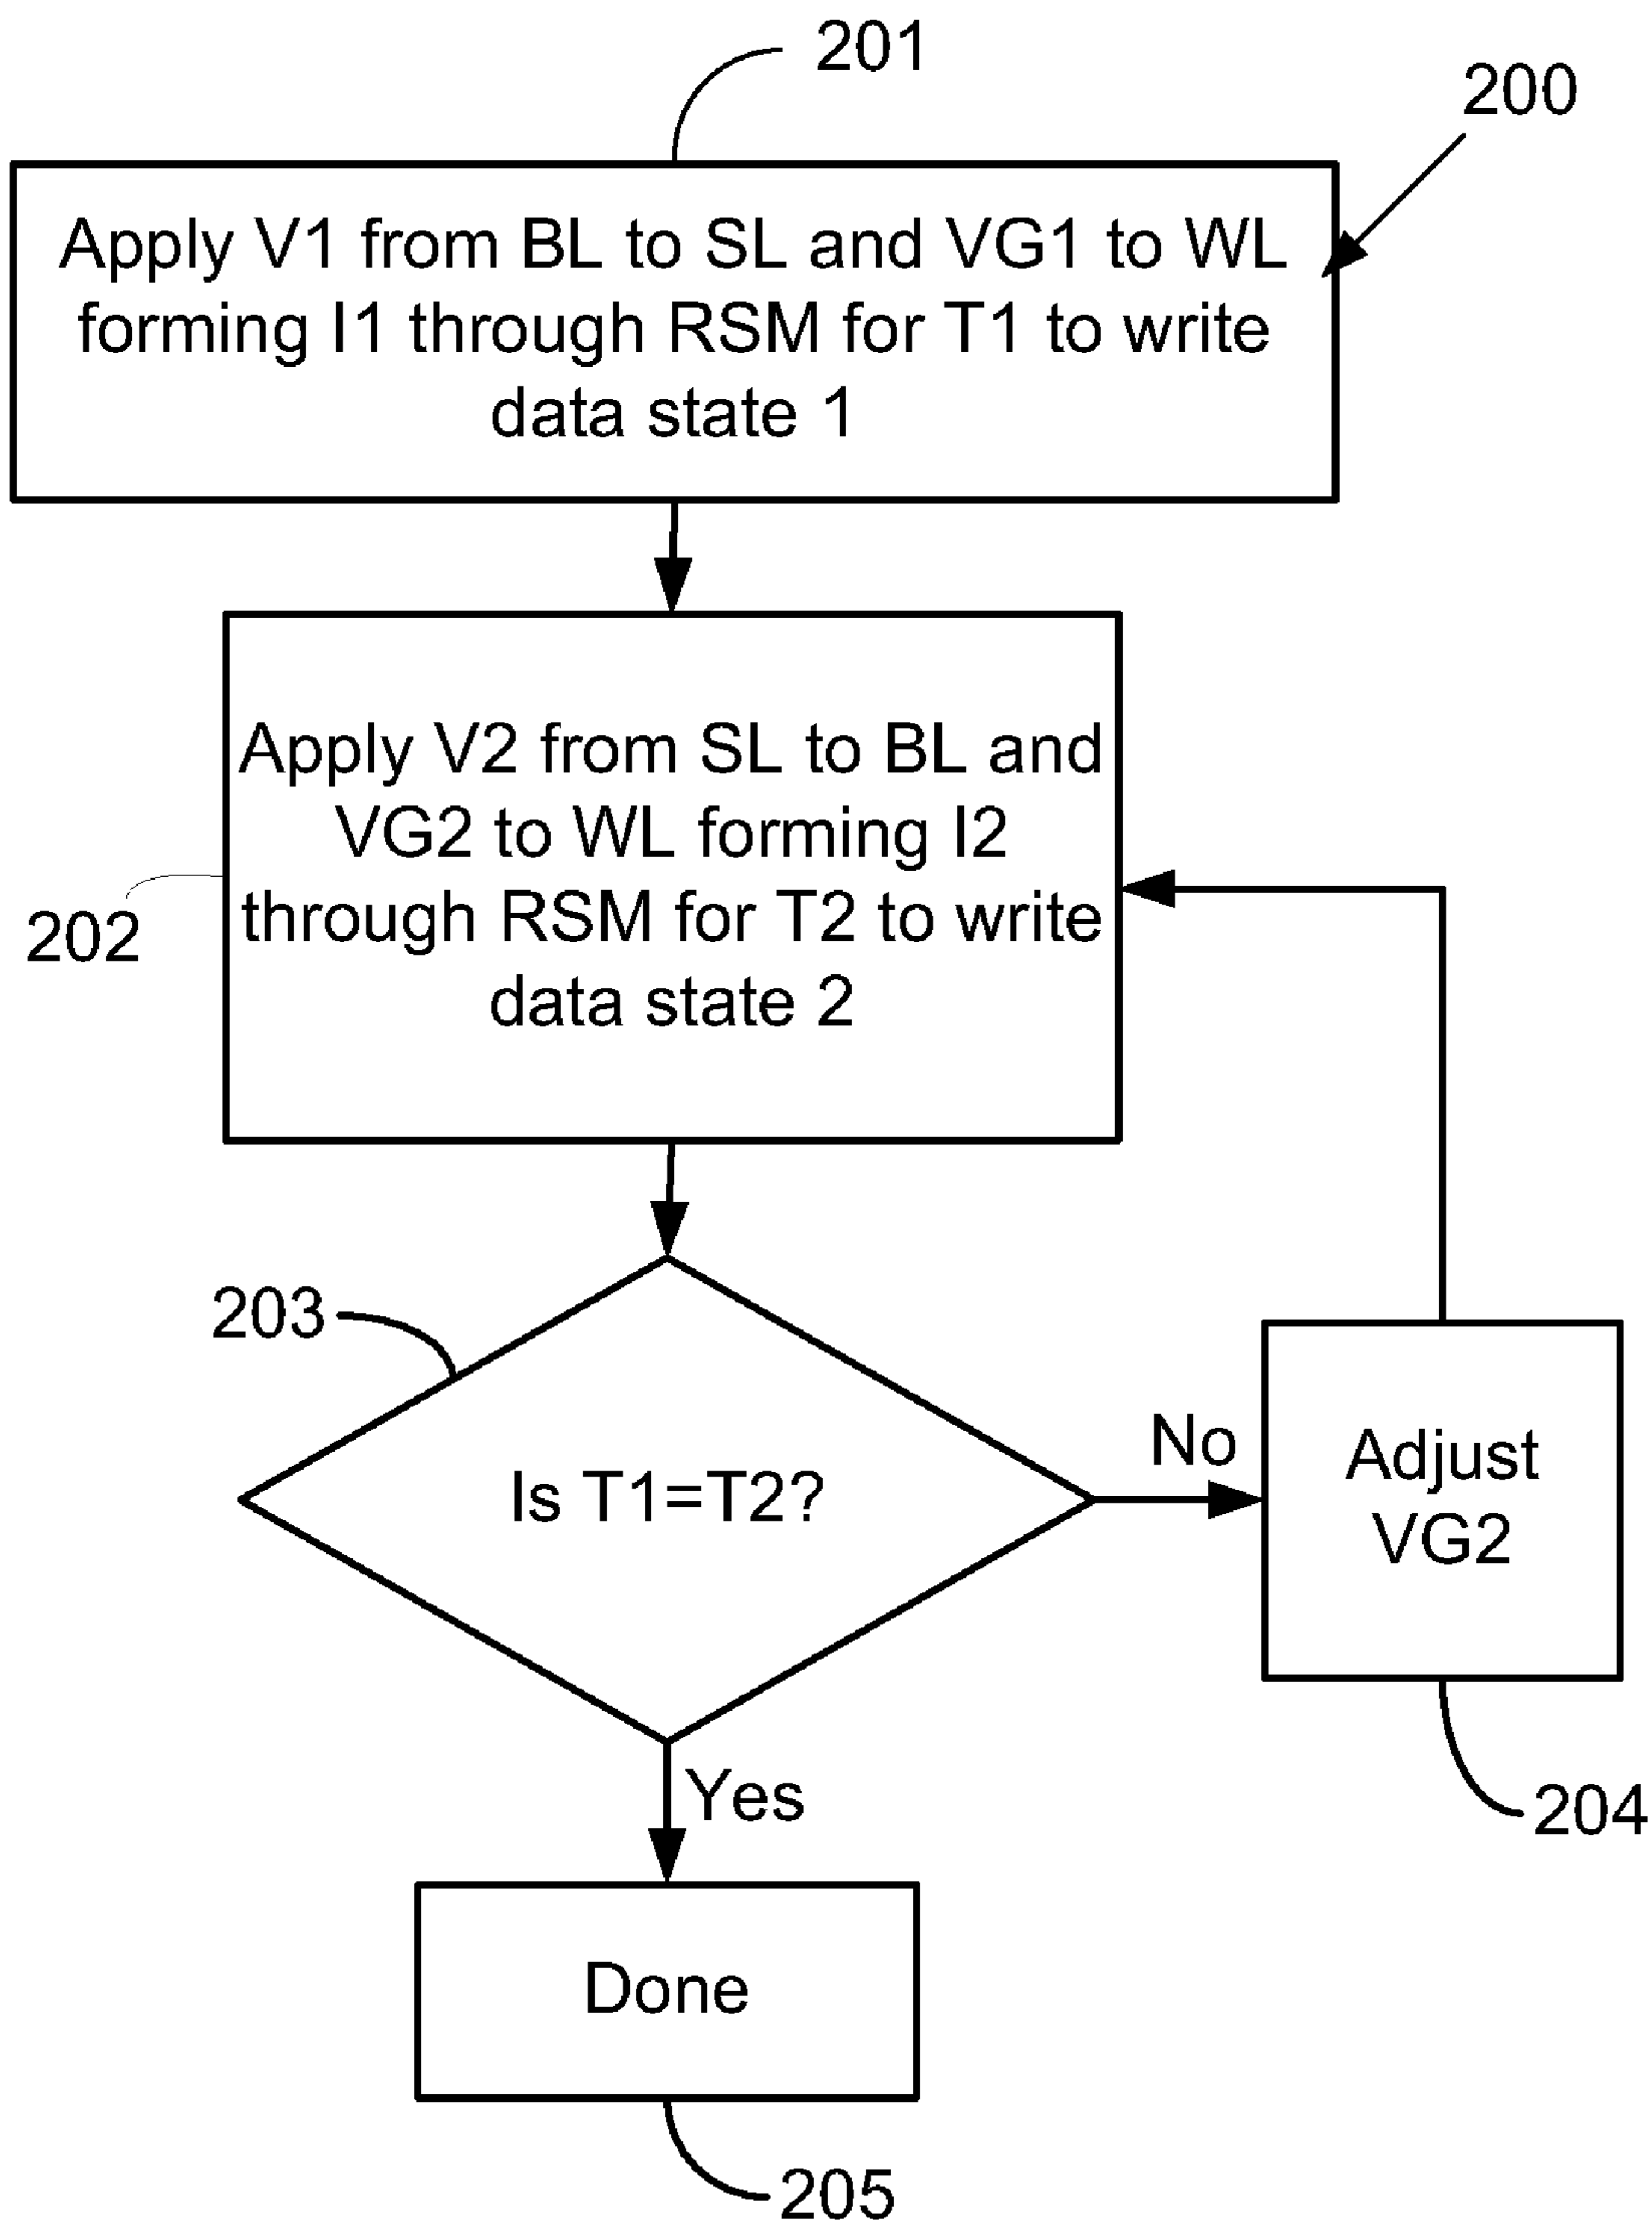 201
200
Apply V1 from BL to SL and VG1 to WL
forming I1 through RSM for T1 to write
data state 1
Apply V2 from SL to BL and
VG2 to WL forming I2
through RSM for T2 to write
data state 2
202
203
Is T1=T2?
No
Adjust
VG2
Yes
204
Done
205